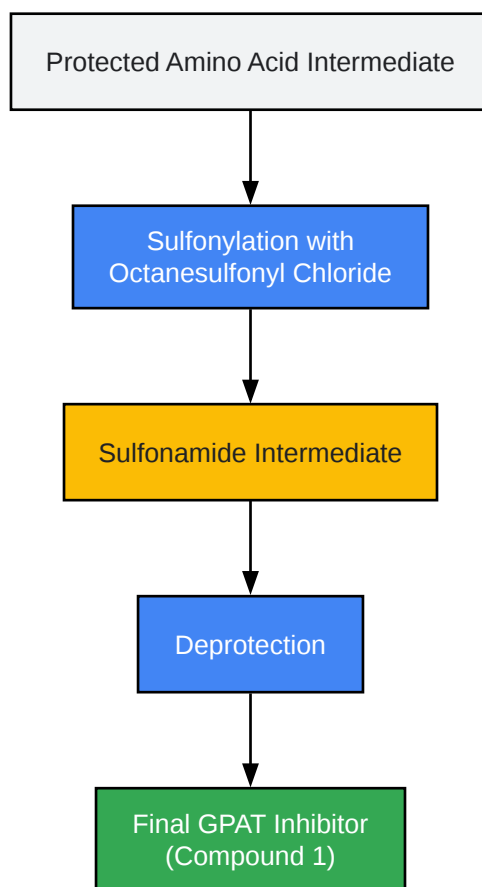 Protected Amino Acid Intermediate
Sulfonylation with
Octanesulfonyl Chloride
Sulfonamide Intermediate
Deprotection
Final GPAT Inhibitor
(Compound 1)